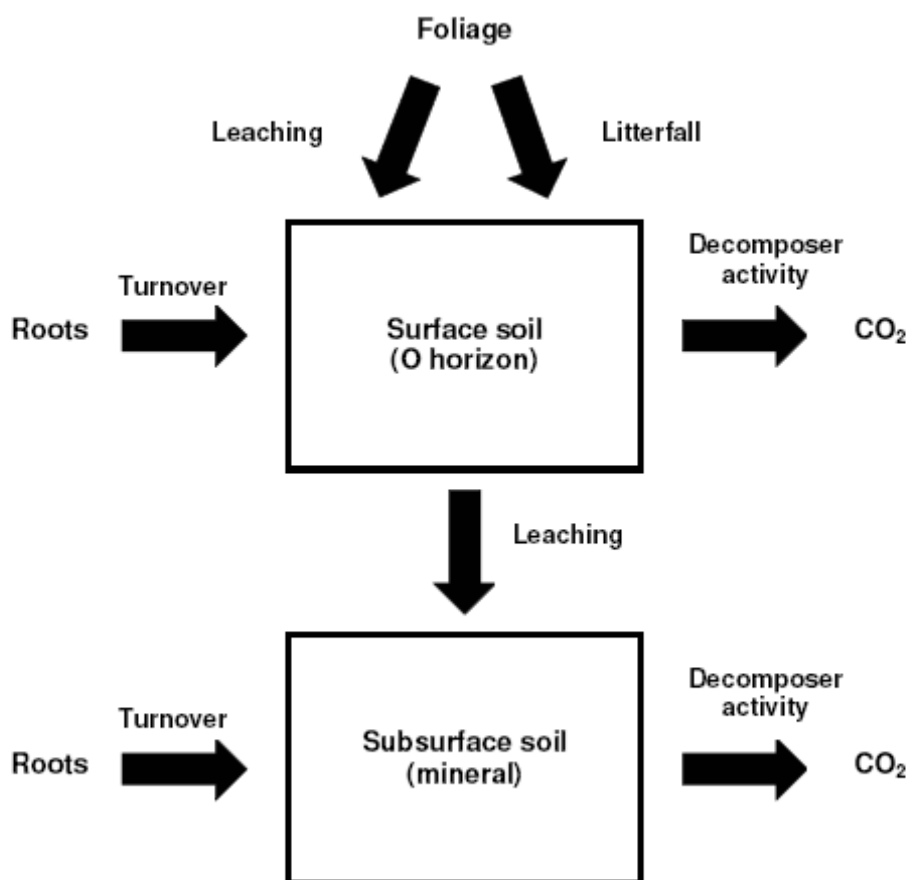 Foliage
Leaching
Litterfall
Decomposer
activity
Turnover
Roots
Surface soil
(O horizon)
CO₂
Leaching
Decomposer
activity
Turnover
Roots
Subsurface soil
(mineral)
CO₂